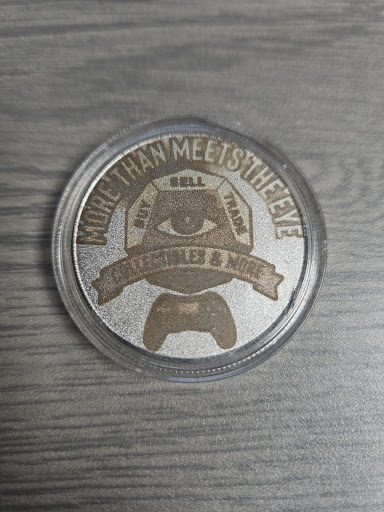 MORE THAN MEETS THE EYE
BUY SELL TRADE
COLLECTIBLES & MORE